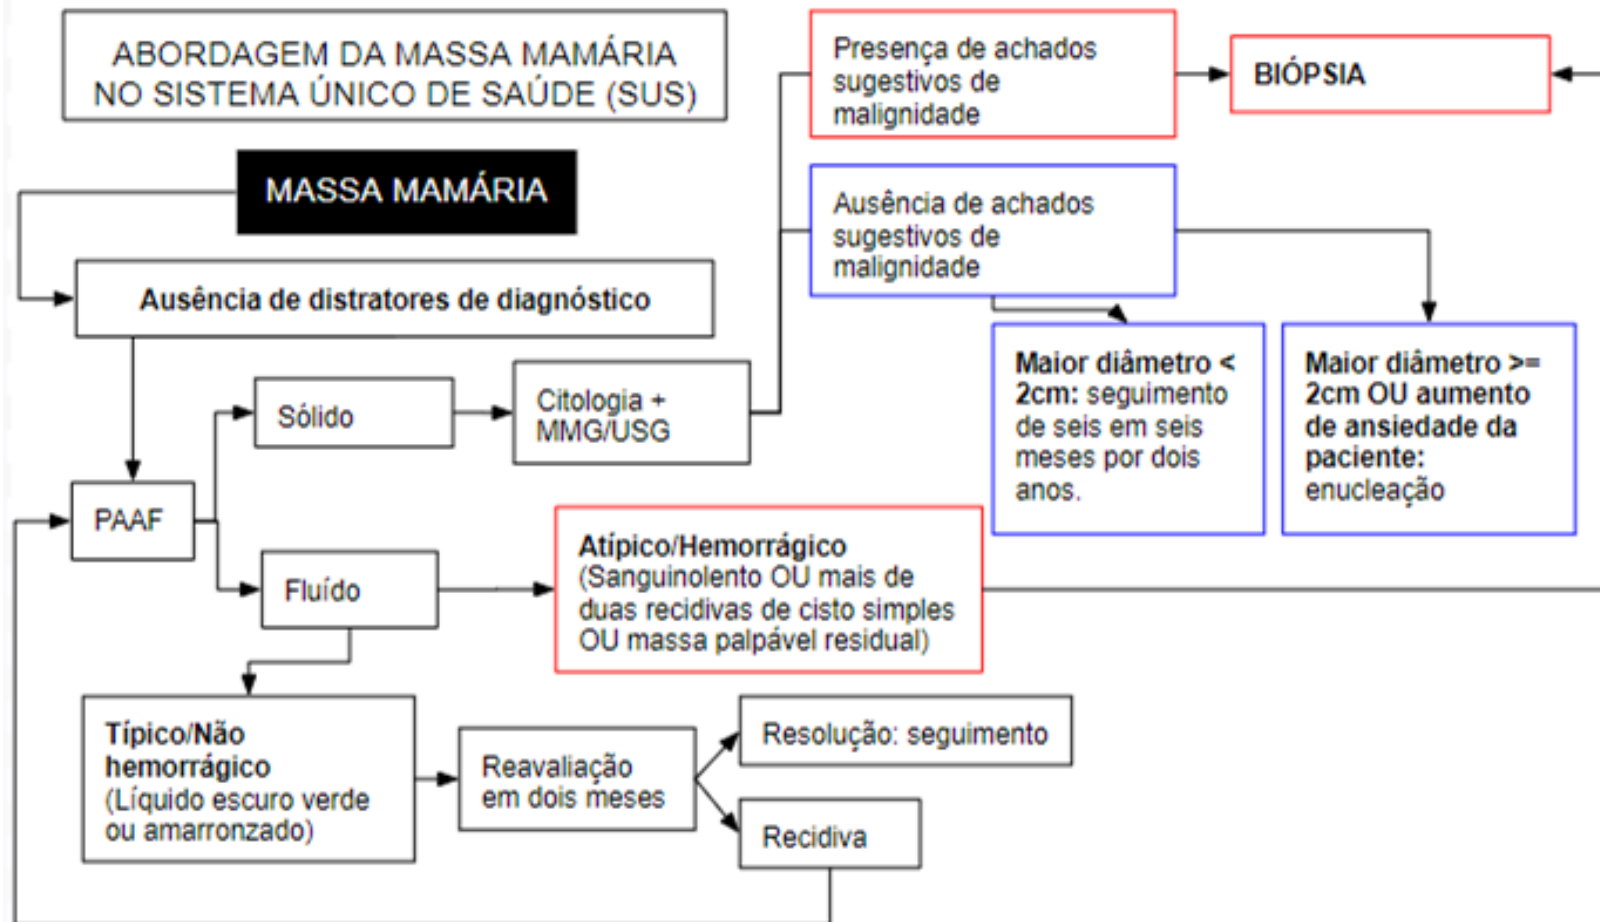 ABORDAGEM DA MASSA MAMÁRIA
NO SISTEMA ÚNICO DE SAÚDE (SUS)
MASSA MAMÁRIA
Ausência de distratores de diagnóstico
PAAF
Sólido
Citologia +
MMG/USG
Presença de achados
sugestivos de
malignidade
BIÓPSIA
Ausência de achados
sugestivos de
malignidade
Maior diâmetro <
2cm: seguimento
de seis em seis
meses por dois
anos.
Maior diâmetro >=
2cm OU aumento
de ansiedade da
paciente:
enucleação
Fluído
Atípico/Hemorrágico
(Sanguinolento OU mais de
duas recidivas de cisto simples
OU massa palpável residual)
Típico/Não
hemorrágico
(Líquido escuro verde
ou amarronzado)
Reavaliação
em dois meses
Resolução: seguimento
Recidiva